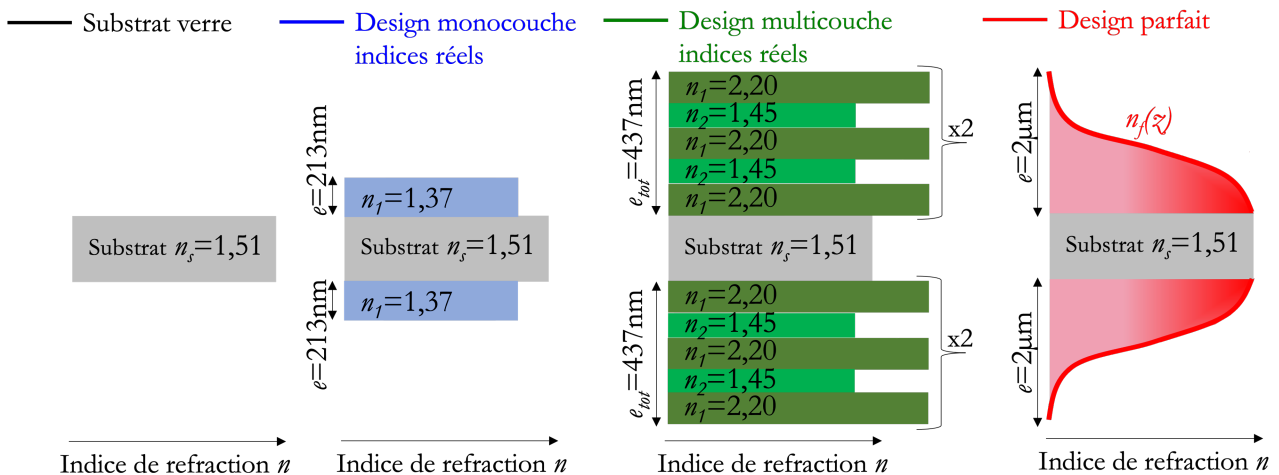 Substrat verre
Design monocouche
indices réels
Design multicouche
indices réels
Design parfait
Substrat nₛ=1,51
Indice de refraction n
e=213nm
n₁=1,37
Substrat nₛ=1,51
n₁=1,37
e=213nm
Indice de refraction n
eₜₒₜ=437nm
n₁=2,20
n₂=1,45
n₁=2,20
n₂=1,45
n₁=2,20
x2
Substrat nₛ=1,51
eₜₒₜ=437nm
n₁=2,20
n₂=1,45
n₁=2,20
n₂=1,45
n₁=2,20
x2
Indice de refraction n
e=2μm
n_f(z)
Substrat nₛ=1,51
e=2μm
Indice de refraction n